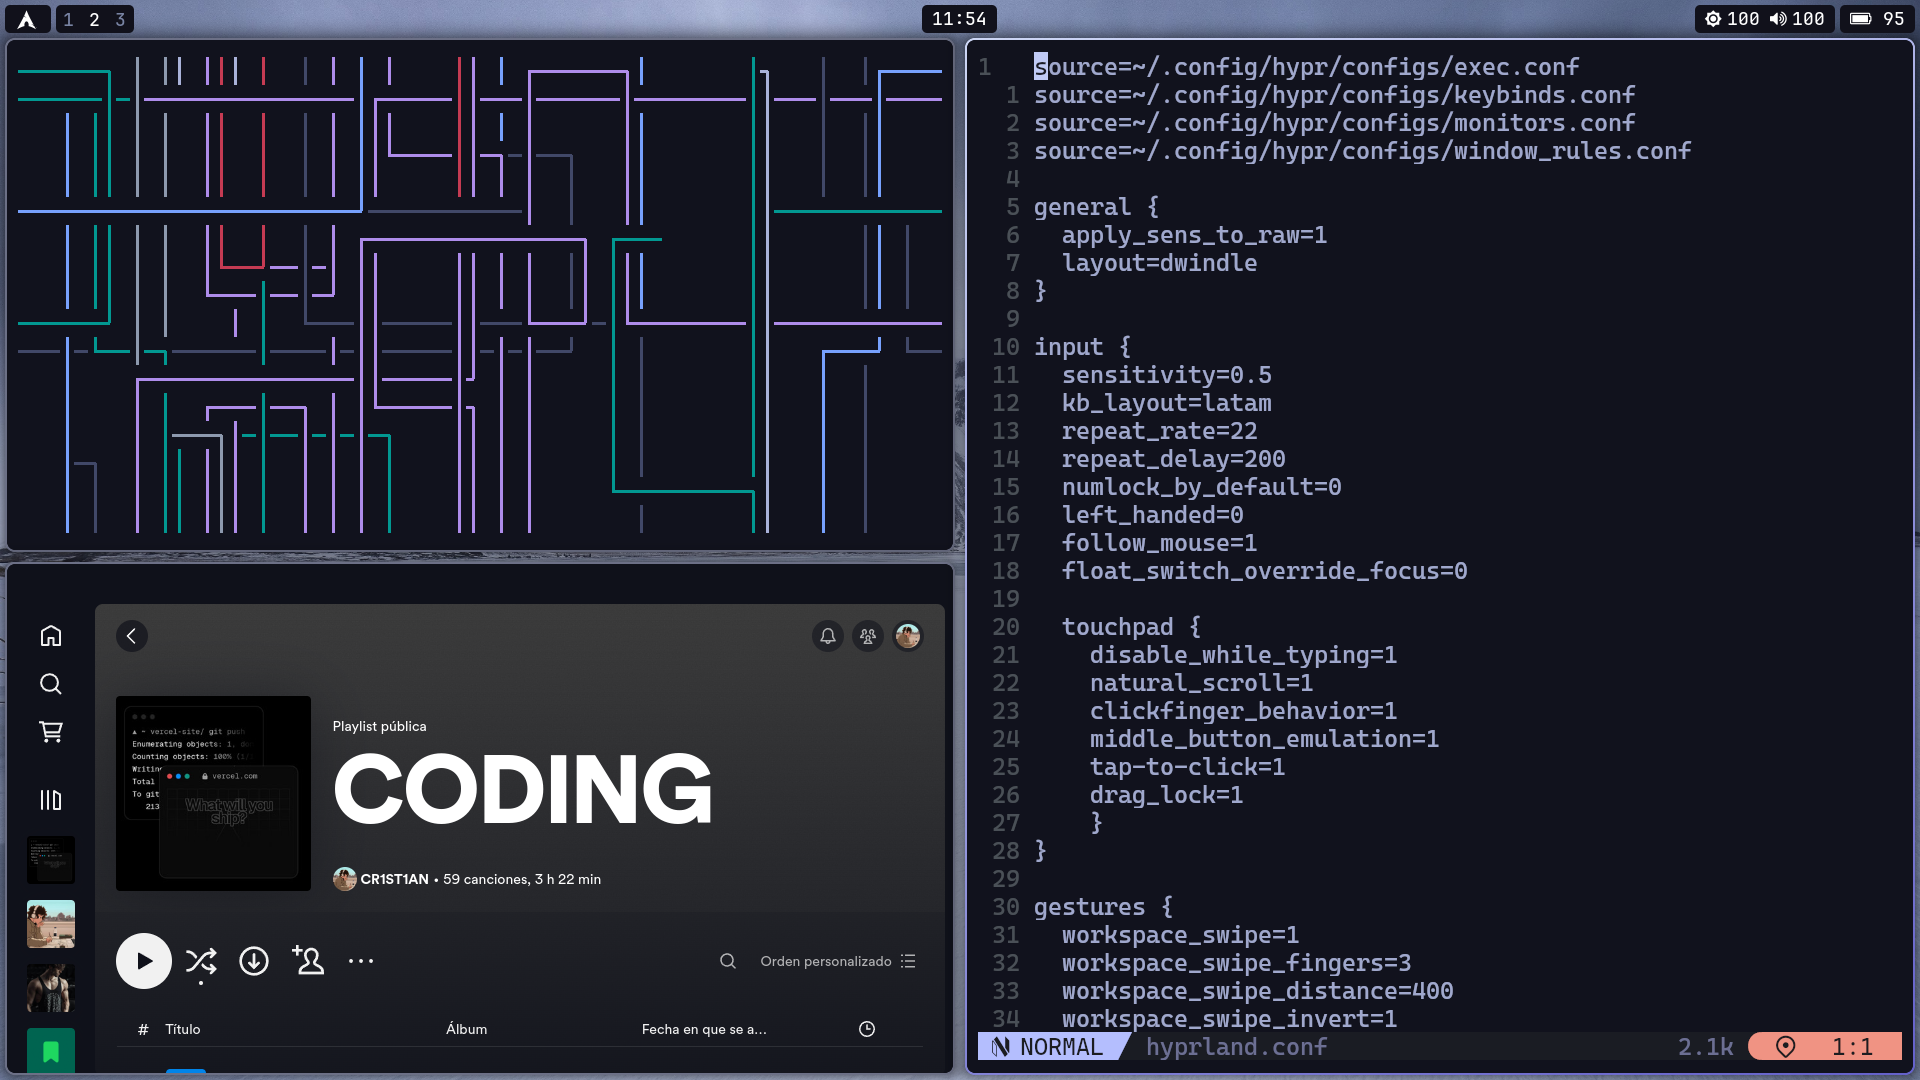 1 2 3
11:54
100 100
95
Playlist pública
CODING
CR1ST1AN • 59 canciones, 3 h 22 min
▲ ~ vercel-site/ git push
Enumerating objects: 1, do
Counting objects: 100% (1/
Writing
Total
To git
213
vercel.com
What will you
ship?
Orden personalizado
# Título Álbum Fecha en que se a...
1 source=~/.config/hypr/configs/exec.conf
1 source=~/.config/hypr/configs/keybinds.conf
2 source=~/.config/hypr/configs/monitors.conf
3 source=~/.config/hypr/configs/window_rules.conf
4
5 general {
6 apply_sens_to_raw=1
7 layout=dwindle
8 }
9
10 input {
11 sensitivity=0.5
12 kb_layout=latam
13 repeat_rate=22
14 repeat_delay=200
15 numlock_by_default=0
16 left_handed=0
17 follow_mouse=1
18 float_switch_override_focus=0
19
20 touchpad {
21 disable_while_typing=1
22 natural_scroll=1
23 clickfinger_behavior=1
24 middle_button_emulation=1
25 tap-to-click=1
26 drag_lock=1
27 }
28 }
29
30 gestures {
31 workspace_swipe=1
32 workspace_swipe_fingers=3
33 workspace_swipe_distance=400
34 workspace_swipe_invert=1
NORMAL hyprland.conf 2.1k 1:1